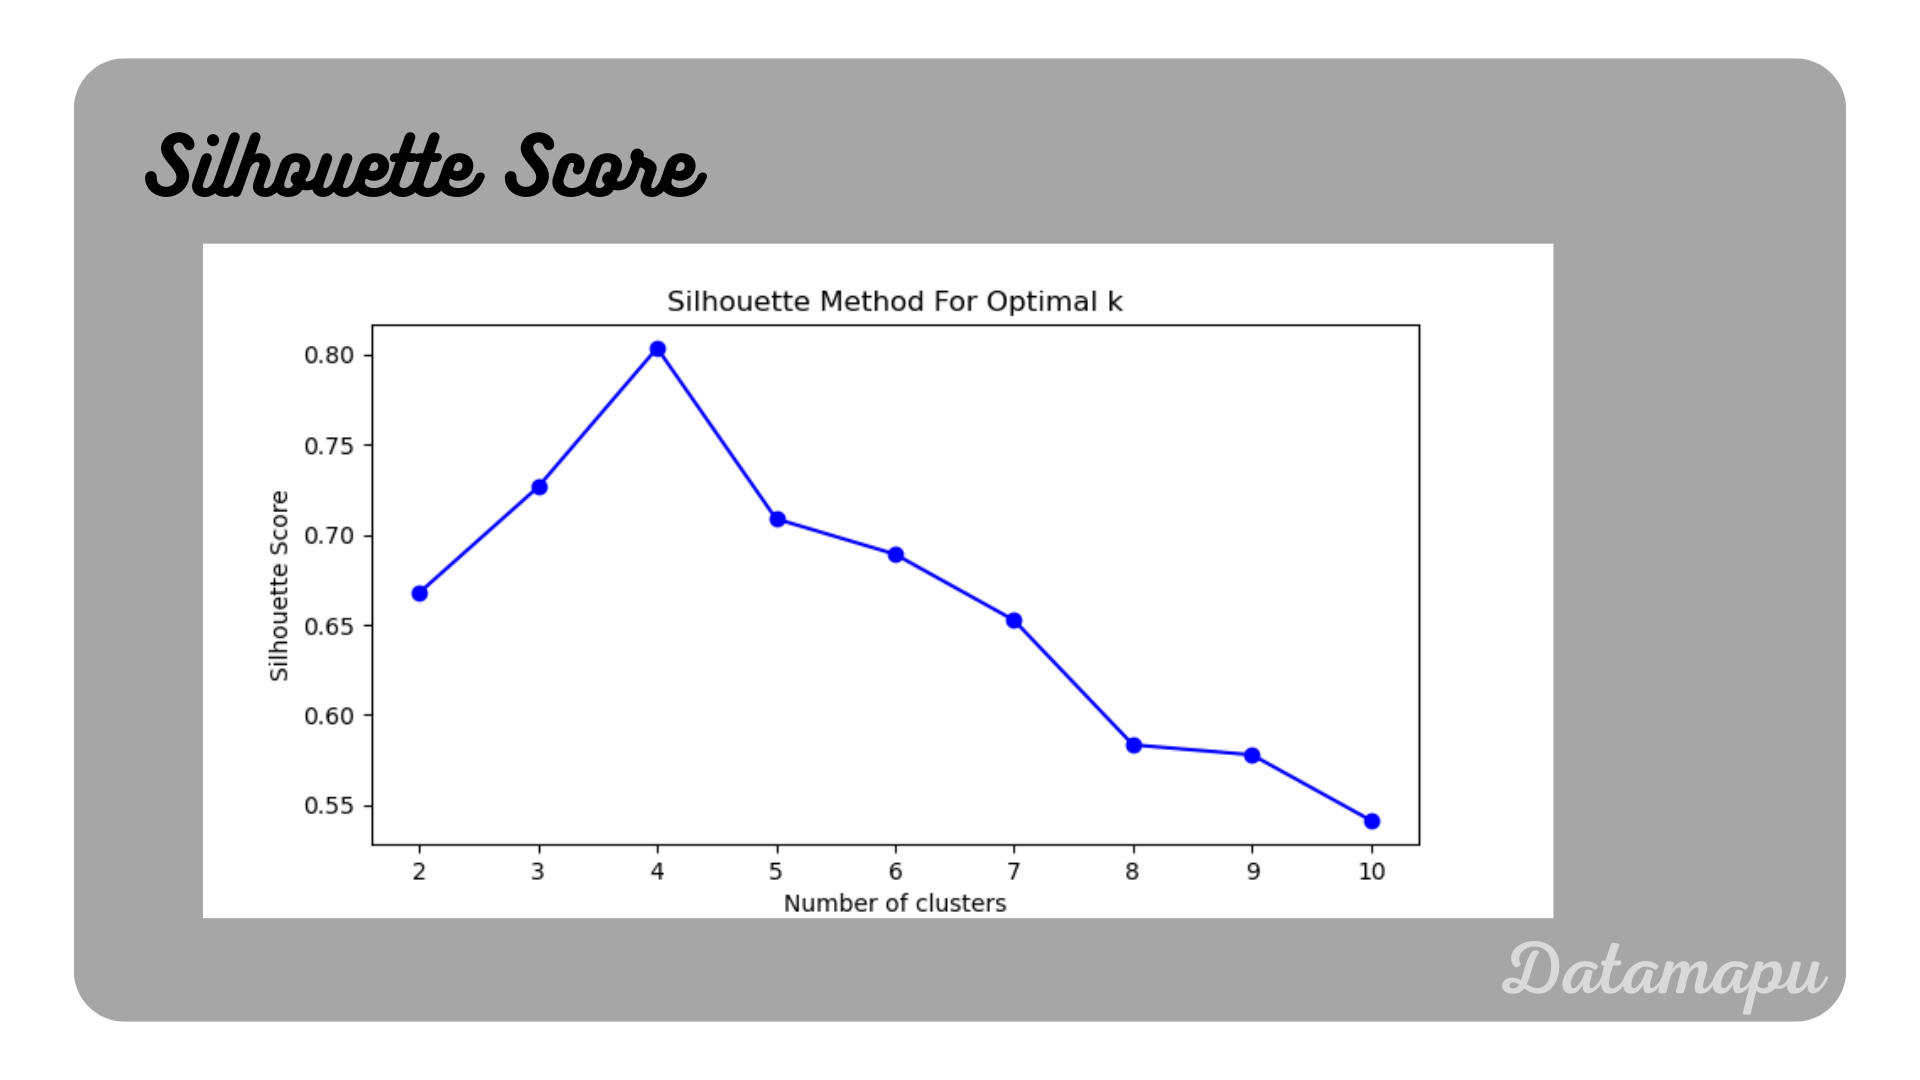 Silhouette Score
Silhouette Method For Optimal k
0.80
0.75
0.70
0.65
0.60
0.55
Silhouette Score
2 3 4 5 6 7 8 9 10
Number of clusters
Datamapu